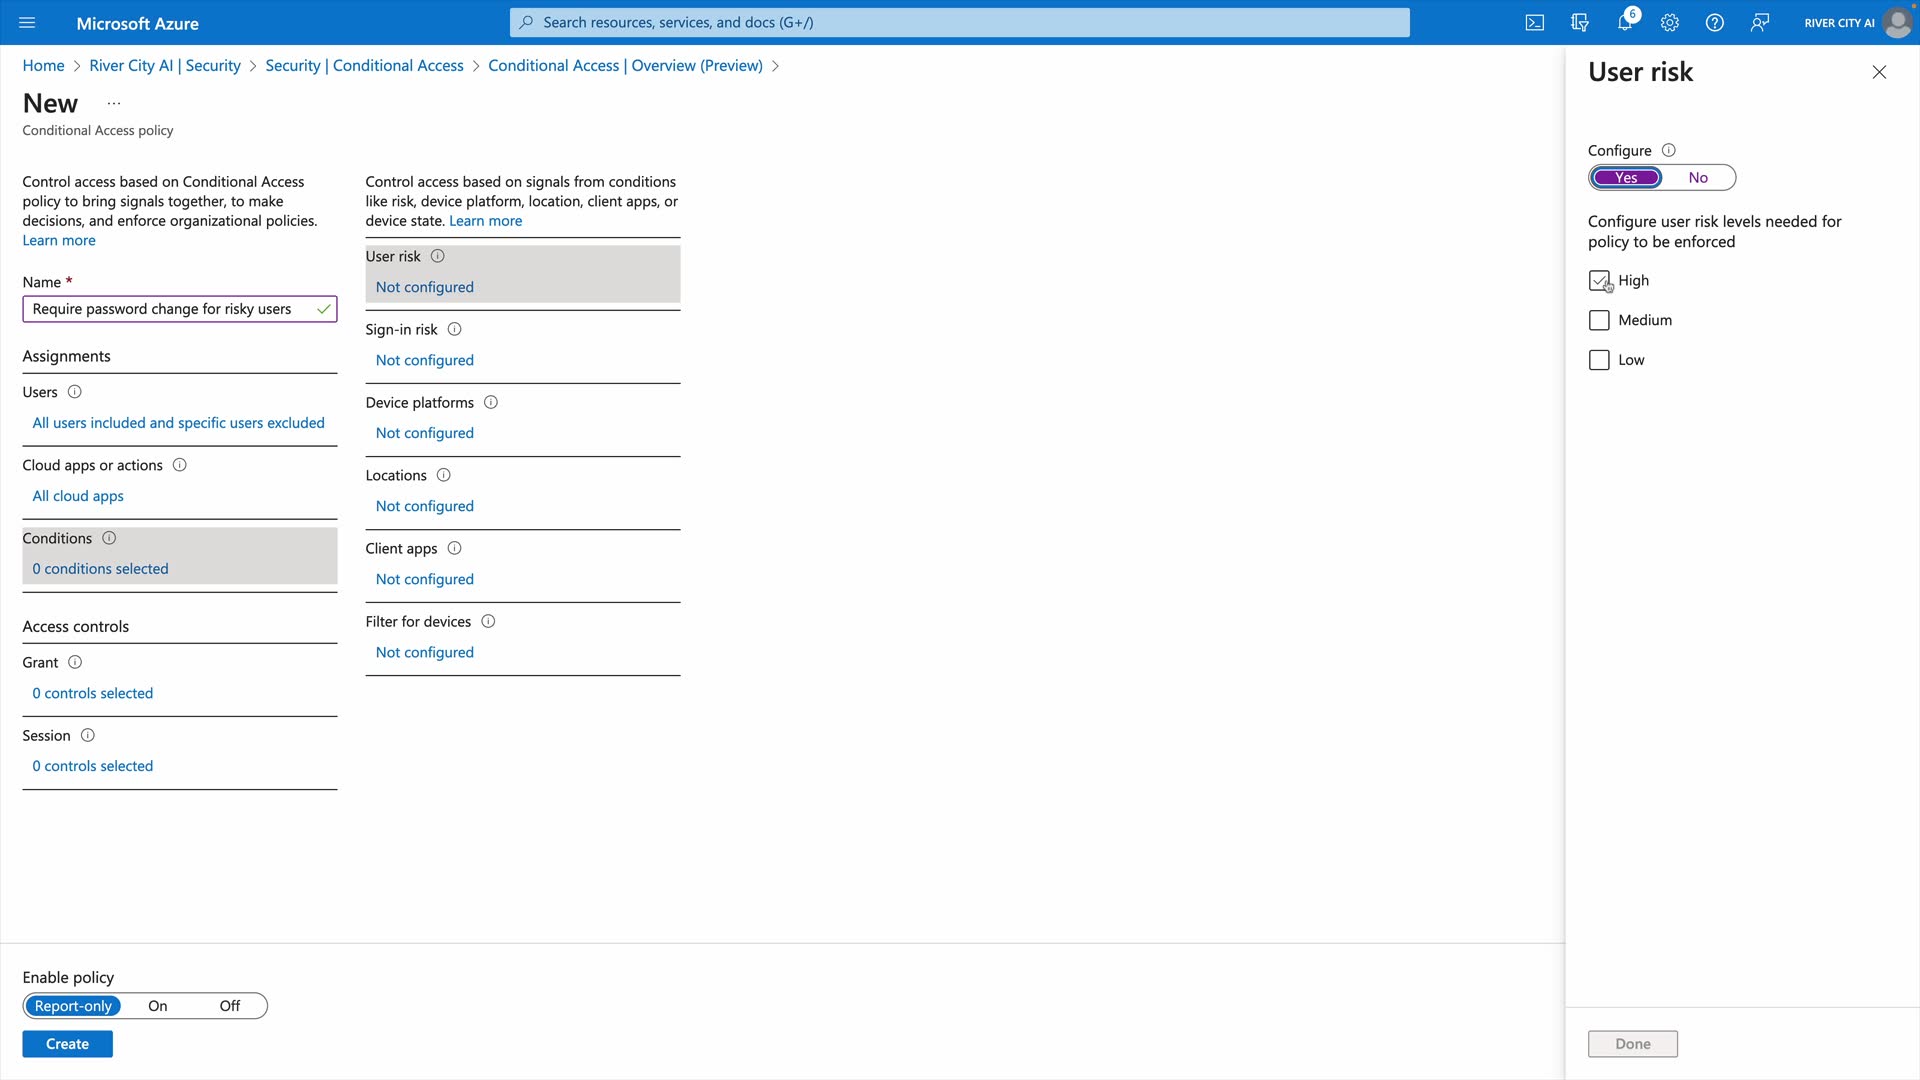 Microsoft Azure
Search resources, services, and docs (G+/)
6
RIVER CITY AI
Home > River City AI | Security > Security | Conditional Access > Conditional Access | Overview (Preview) >
New ...
Conditional Access policy
Control access based on Conditional Access
policy to bring signals together, to make
decisions, and enforce organizational policies.
Learn more
Name *
Require password change for risky users
Assignments
Users
All users included and specific users excluded
Cloud apps or actions
All cloud apps
Conditions
0 conditions selected
Access controls
Grant
0 controls selected
Session
0 controls selected
Control access based on signals from conditions
like risk, device platform, location, client apps, or
device state. Learn more
User risk
Not configured
Sign-in risk
Not configured
Device platforms
Not configured
Locations
Not configured
Client apps
Not configured
Filter for devices
Not configured
Enable policy
Report-only On Off
Create
User risk
Configure
Yes No
Configure user risk levels needed for
policy to be enforced
High
Medium
Low
Done